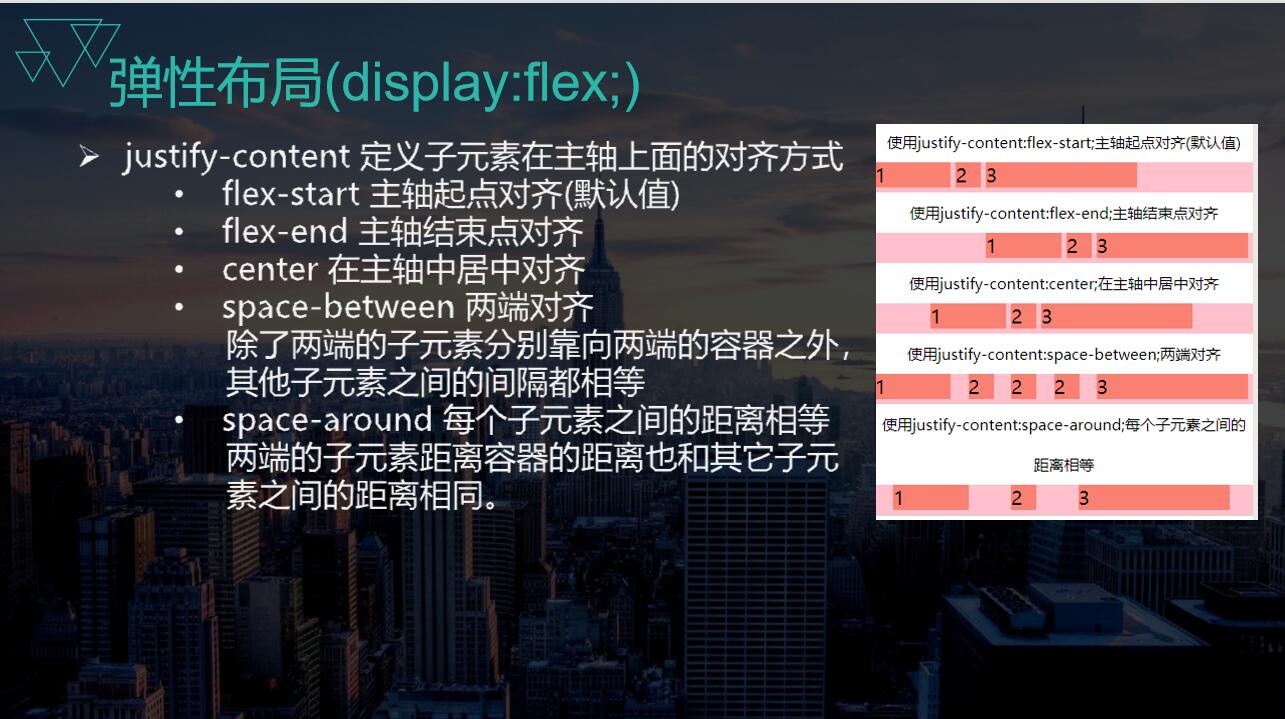 弹性布局(display:flex;)
➢ justify-content 定义子元素在主轴上面的对齐方式
• flex-start 主轴起点对齐(默认值)
• flex-end 主轴结束点对齐
• center 在主轴中居中对齐
• space-between 两端对齐
除了两端的子元素分别靠向两端的容器之外，
其他子元素之间的间隔都相等
• space-around 每个子元素之间的距离相等
两端的子元素距离容器的距离也和其它子元
素之间的距离相同。
使用justify-content:flex-start;主轴起点对齐(默认值)
1 2 3
使用justify-content:flex-end;主轴结束点对齐
1 2 3
使用justify-content:center;在主轴中居中对齐
1 2 3
使用justify-content:space-between;两端对齐
1 2 2 2 3
使用justify-content:space-around;每个子元素之间的
距离相等
1 2 3